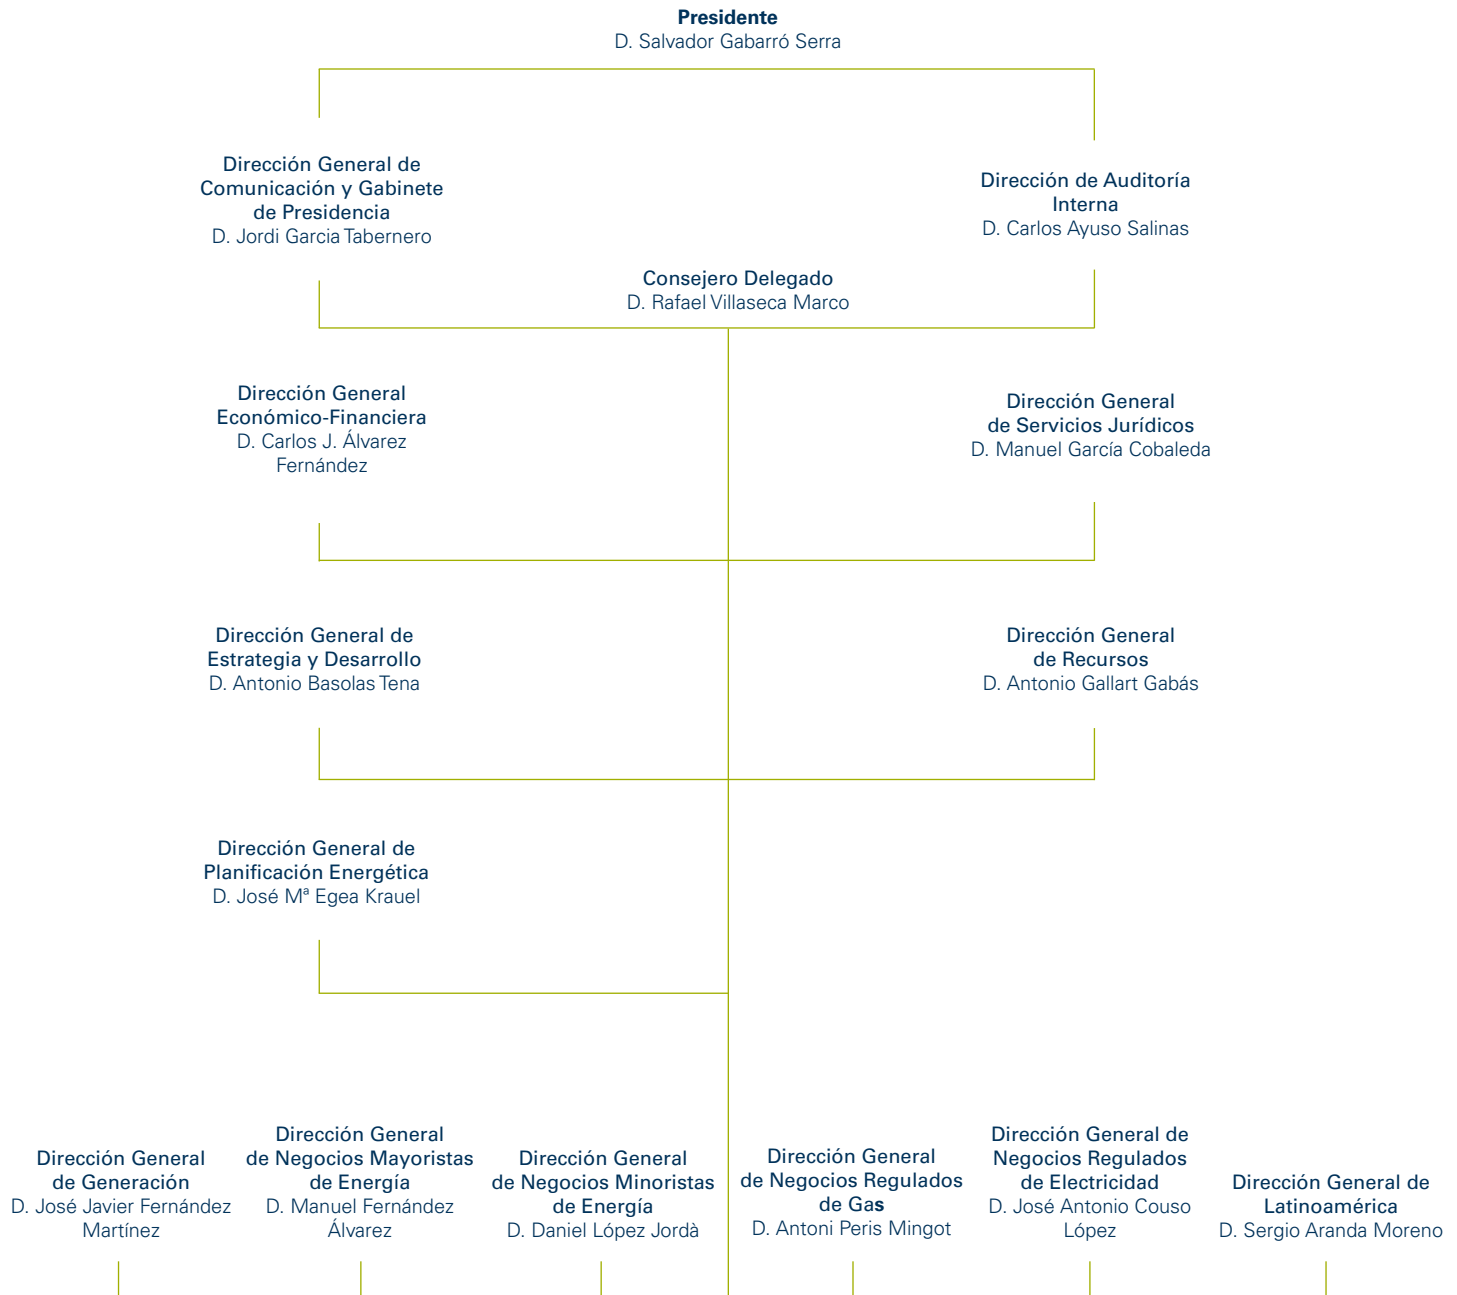 Presidente
D. Salvador Gabarró Serra
Dirección General de
Comunicación y Gabinete
de Presidencia
D. Jordi Garcia Tabernero
Dirección de Auditoría
Interna
D. Carlos Ayuso Salinas
Consejero Delegado
D. Rafael Villaseca Marco
Dirección General
Económico-Financiera
D. Carlos J. Álvarez
Fernández
Dirección General
de Servicios Jurídicos
D. Manuel García Cobaleda
Dirección General de
Estrategia y Desarrollo
D. Antonio Basolas Tena
Dirección General
de Recursos
D. Antonio Gallart Gabás
Dirección General de
Planificación Energética
D. José Mª Egea Krauel
Dirección General
de Generación
D. José Javier Fernández
Martínez
Dirección General
de Negocios Mayoristas
de Energía
D. Manuel Fernández
Álvarez
Dirección General
de Negocios Minoristas
de Energía
D. Daniel López Jordà
Dirección General
de Negocios Regulados
de Gas
D. Antoni Peris Mingot
Dirección General de
Negocios Regulados
de Electricidad
D. José Antonio Couso
López
Dirección General de
Latinoamérica
D. Sergio Aranda Moreno